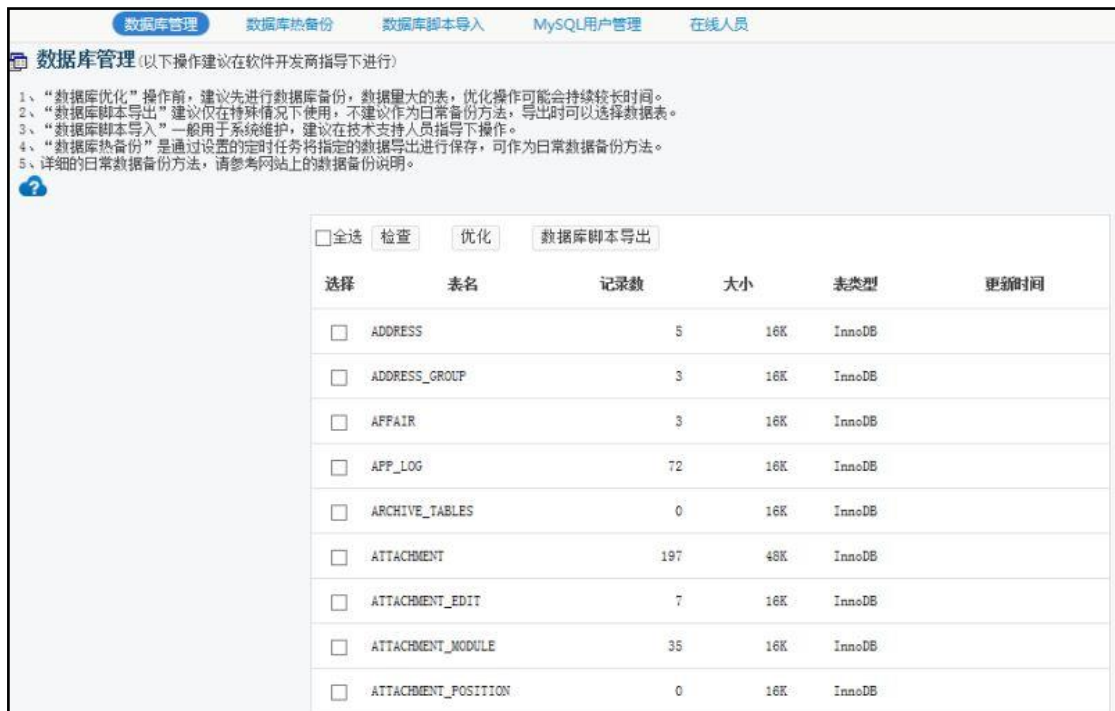 数据库管理 数据库热备份 数据库脚本导入 MySQL用户管理 在线人员
数据库管理(以下操作建议在软件开发商指导下进行)
1、“数据库优化”操作前，建议先进行数据库备份，数据量大的表，优化操作可能会持续较长时间。
2、“数据库脚本导出”建议仅在特殊情况下使用，不建议作为日常备份方法，导出时可以选择数据表。
3、“数据库脚本导入”一般用于系统维护，建议在技术支持人员指导下操作。
4、“数据库热备份”是通过设置的定时任务将指定的数据导出进行保存，可作为日常数据备份方法。
5、详细的日常数据备份方法，请参考网站上的数据备份说明。
全选 检查 优化 数据库脚本导出
选择 表名 记录数 大小 表类型 更新时间
ADDRESS 5 16K InnoDB
ADDRESS_GROUP 3 16K InnoDB
AFFAIR 3 16K InnoDB
APP_LOG 72 16K InnoDB
ARCHIVE_TABLES 0 16K InnoDB
ATTACHMENT 197 48K InnoDB
ATTACHMENT_EDIT 7 16K InnoDB
ATTACHMENT_MODULE 35 16K InnoDB
ATTACHMENT_POSITION 0 16K InnoDB